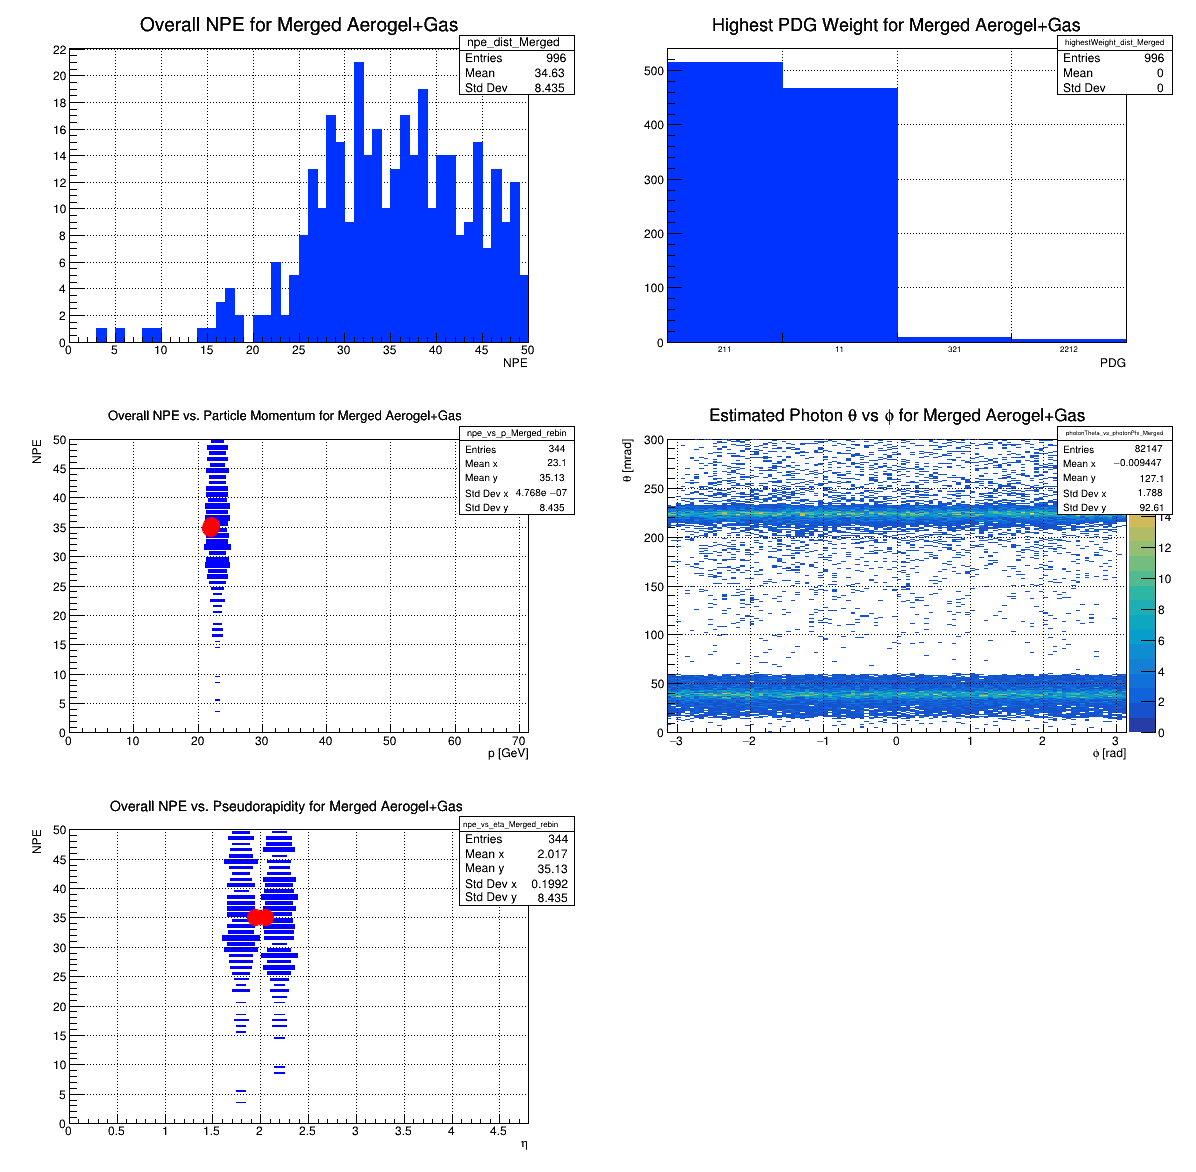 Overall NPE for Merged Aerogel+Gas
npe_dist_Merged
Entries 996
Mean 34.63
Std Dev 8.435
22
20
18
16
14
12
10
8
6
4
2
0
0 5 10 15 20 25 30 35 40 45 50
NPE
Highest PDG Weight for Merged Aerogel+Gas
highestWeight_dist_Merged
Entries 996
Mean 0
Std Dev 0
500
400
300
200
100
0
211 11 321 2212
PDG
Overall NPE vs. Particle Momentum for Merged Aerogel+Gas
npe_vs_p_Merged_rebin
Entries 344
Mean x 23.1
Mean y 35.13
Std Dev x 4.768e −07
Std Dev y 8.435
NPE
50
45
40
35
30
25
20
15
10
5
0
0 10 20 30 40 50 60 70
p [GeV]
Estimated Photon θ vs ϕ for Merged Aerogel+Gas
photonTheta_vs_photonPhi_Merged
Entries 82147
Mean x −0.009447
Mean y 127.1
Std Dev x 1.788
Std Dev y 92.61
θ [mrad]
300
250
200
150
100
50
0
−3 −2 −1 0 1 2 3
ϕ [rad]
14
12
10
8
6
4
2
0
Overall NPE vs. Pseudorapidity for Merged Aerogel+Gas
npe_vs_eta_Merged_rebin
Entries 344
Mean x 2.017
Mean y 35.13
Std Dev x 0.1992
Std Dev y 8.435
NPE
50
45
40
35
30
25
20
15
10
5
0
0 0.5 1 1.5 2 2.5 3 3.5 4 4.5
η